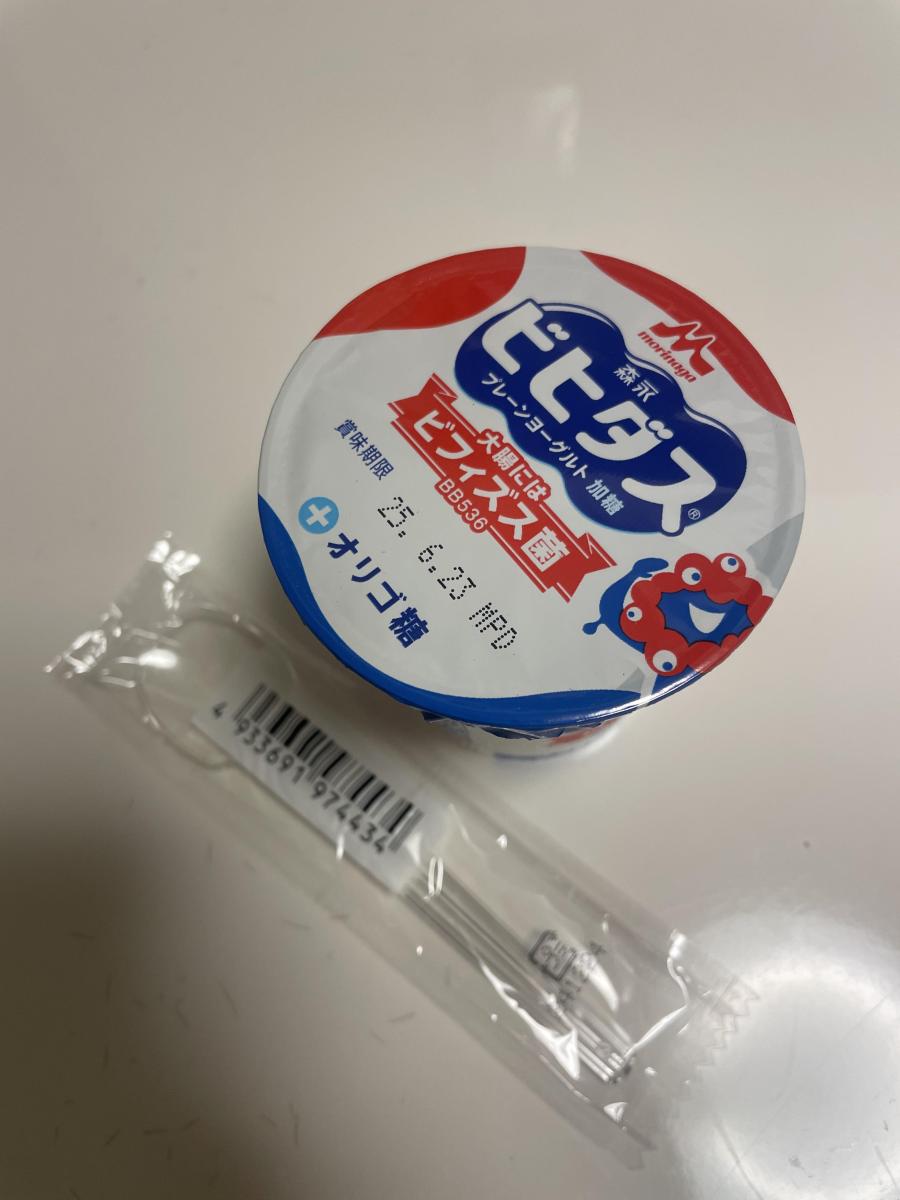 morinaga
森永
ビヒダス®
プレーンヨーグルト 加糖
大腸には
ビフィズス菌
BB536
賞味期限
25. 6.23 MPD
+オリゴ糖
4 933691 974434